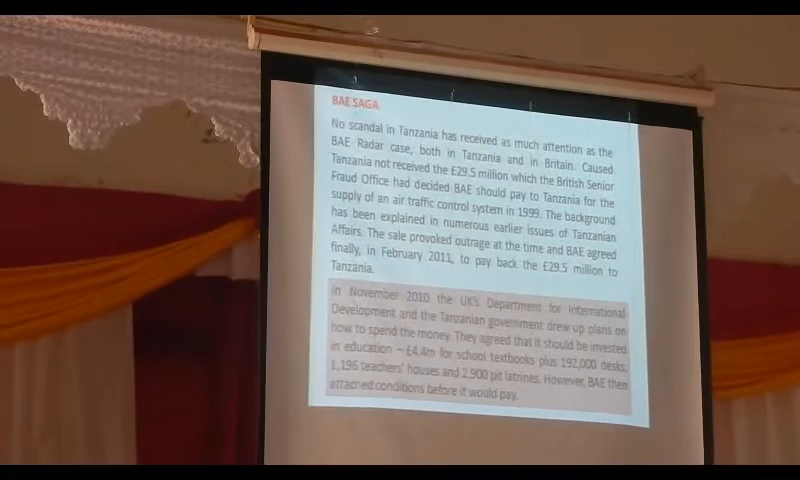 BAE SAGA
No scandal in Tanzania has received as much attention as the
BAE Radar case, both in Tanzania and in Britain. Caused
Tanzania not received the £29.5 million which the British Senior
Fraud Office had decided BAE should pay to Tanzania for the
supply of an air traffic control system in 1999. The background
has been explained in numerous earlier issues of Tanzanian
Affairs. The sale provoked outrage at the time and BAE agreed
finally, in February 2011, to pay back the £29.5 million to
Tanzania.
In November 2010 the UK's Department for International
Development and the Tanzanian government drew up plans on
how to spend the money. They agreed that it should be invested
in education – £4.4m for school textbooks plus 192,000 desks,
1,196 teachers' houses and 2,900 pit latrines. However, BAE then
attached conditions before it would pay.